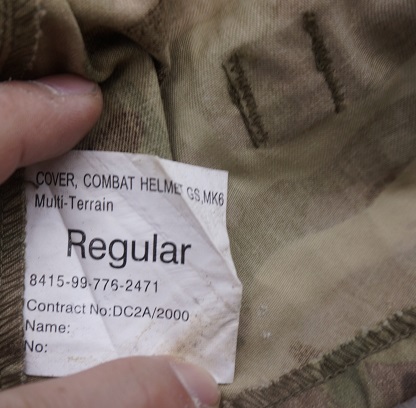 COVER, COMBAT HELMET GS,MK6
Multi-Terrain
Regular
8415-99-776-2471
Contract No:DC2A/2000
Name:
No: